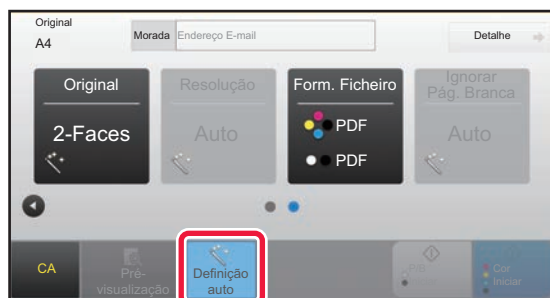 Original
A4
Morada
Endereço E-mail
Detalhe
Original
Resolução
Form. Ficheiro
Ignorar
Pág. Branca
2-Faces
Auto
PDF
PDF
Auto
CA
Pré-
visualização
Definição
auto
P/B
Iniciar
Cor
Iniciar